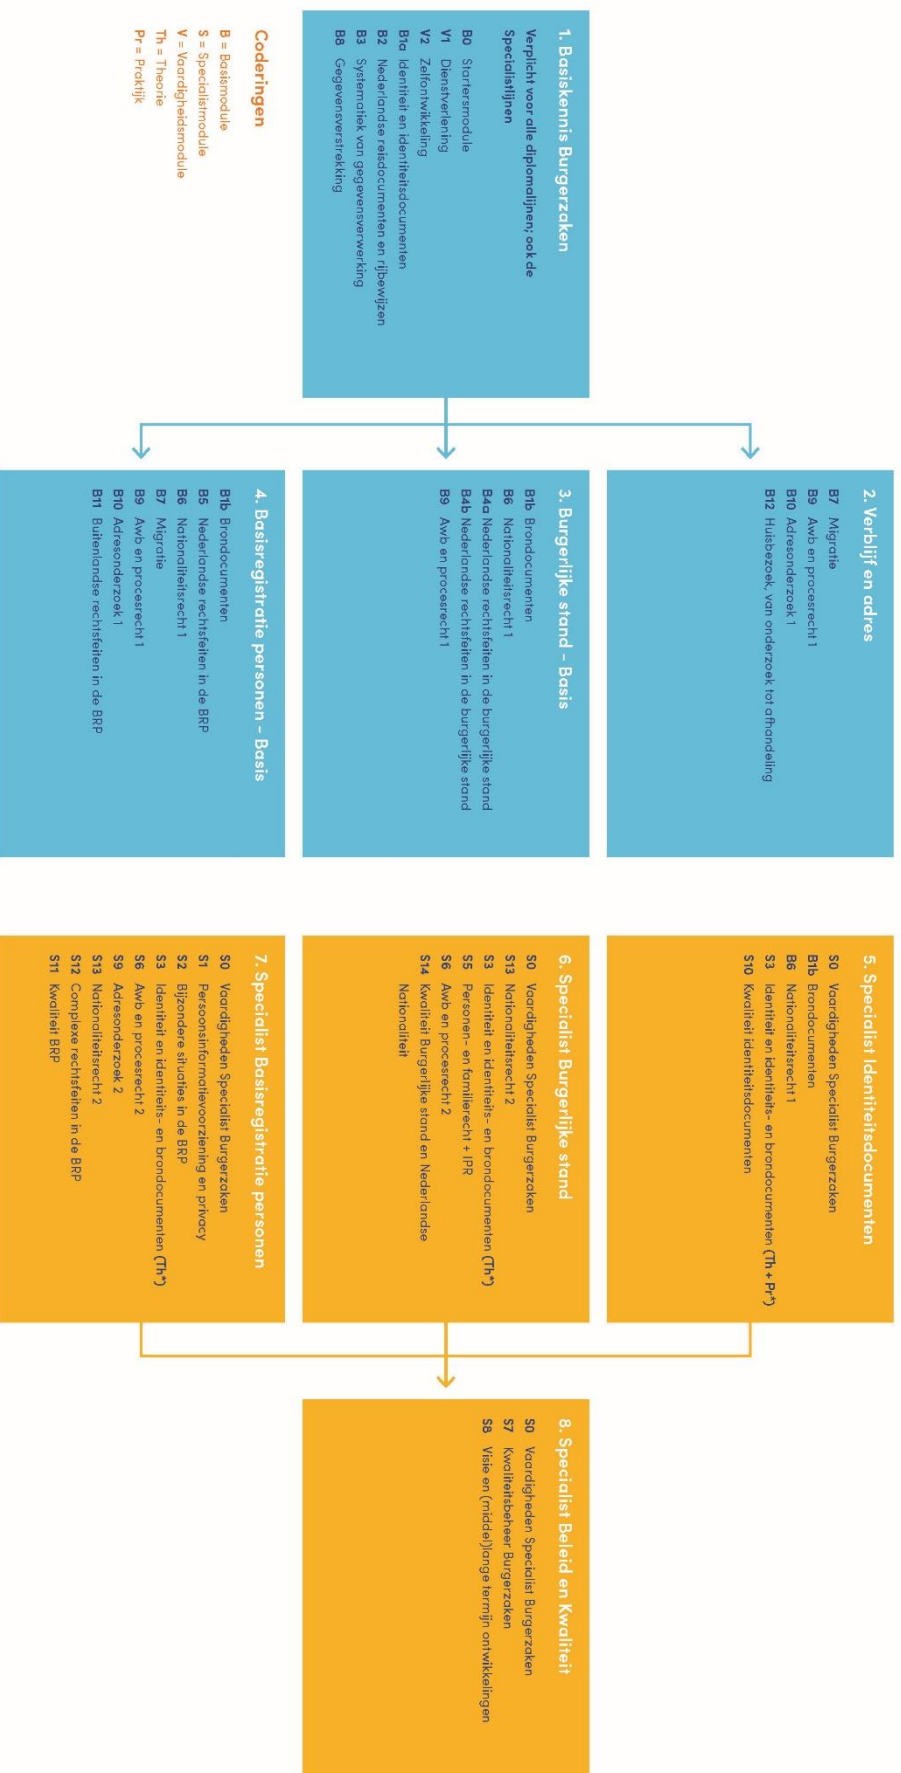 1. Basiskennis Burgerzaken
Verplicht voor alle diplomalijnen; ook de
Specialistlijnen
B0 Startersmodule
V1 Dienstverlening
V2 Zelfontwikkeling
B1a Identiteit en identiteitsdocumenten
B2 Nederlandse reisdocumenten en rijbewijzen
B3 Systematiek van gegevensverwerking
B8 Gegevensverstrekking
Coderingen
B = Basismodule
S = Specialistmodule
V = Vaardigheidsmodule
Th = Theorie
Pr = Praktijk
2. Verblijf en adres
B7 Migratie
B9 Awb en procesrecht 1
B10 Adresonderzoek 1
B12 Huisbezoek, van onderzoek tot afhandeling
3. Burgerlijke stand – Basis
B1b Brondocumenten
B6 Nationaliteitsrecht 1
B4a Nederlandse rechtsfeiten in de burgerlijke stand
B4b Nederlandse rechtsfeiten in de burgerlijke stand
B9 Awb en procesrecht 1
4. Basisregistratie personen – Basis
B1b Brondocumenten
B5 Nederlandse rechtsfeiten in de BRP
B6 Nationaliteitsrecht 1
B7 Migratie
B9 Awb en procesrecht 1
B10 Adresonderzoek 1
B11 Buitenlandse rechtsfeiten in de BRP
5. Specialist Identiteitsdocumenten
S0 Vaardigheden Specialist Burgerzaken
B1b Brondocumenten
B6 Nationaliteitsrecht 1
S3 Identiteit en identiteits- en brondocumenten (Th + Pr*)
S10 Kwaliteit identiteitsdocumenten
6. Specialist Burgerlijke stand
S0 Vaardigheden Specialist Burgerzaken
S13 Nationaliteitsrecht 2
S3 Identiteit en identiteits- en brondocumenten (Th*)
S5 Personen- en familierecht + IPR
S6 Awb en procesrecht 2
S14 Kwaliteit Burgerlijke stand en Nederlandse
Nationaliteit
7. Specialist Basisregistratie personen
S0 Vaardigheden Specialist Burgerzaken
S1 Persoonsinformatievoorziening en privacy
S2 Bijzondere situaties in de BRP
S3 Identiteit en identiteits- en brondocumenten (Th*)
S6 Awb en procesrecht 2
S9 Adresonderzoek 2
S13 Nationaliteitsrecht 2
S12 Complexe rechtsfeiten in de BRP
S11 Kwaliteit BRP
8. Specialist Beleid en Kwaliteit
S0 Vaardigheden Specialist Burgerzaken
S7 Kwaliteitsbeheer Burgerzaken
S8 Visie en (middel)lange termijn ontwikkelingen